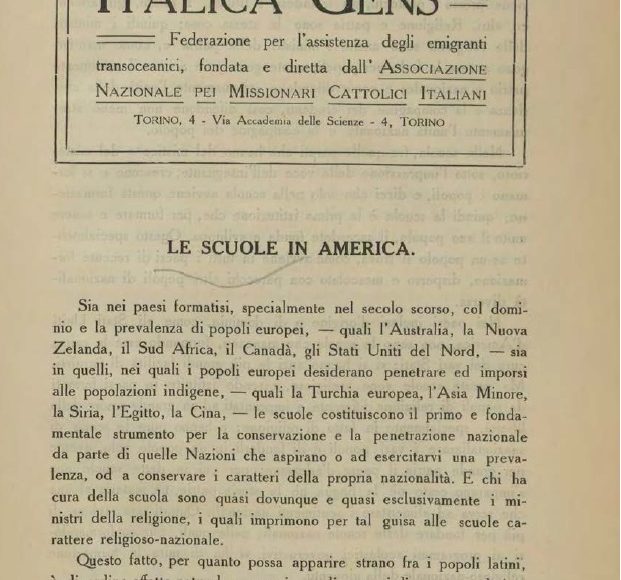 ITALICA GENS
Federazione per l'assistenza degli emigranti
transoceanici, fondata e diretta dall' ASSOCIAZIONE
NAZIONALE PEI MISSIONARI CATTOLICI ITALIANI
TORINO, 4 - Via Accademia delle Scienze - 4, TORINO
LE SCUOLE IN AMERICA.
Sia nei paesi formatisi, specialmente nel secolo scorso, col domi-
nio e la prevalenza di popoli europei, — quali l'Australia, la Nuova
Zelanda, il Sud Africa, il Canadà, gli Stati Uniti del Nord, — sia
in quelli, nei quali i popoli europei desiderano penetrare ed imporsi
alle popolazioni indigene, — quali la Turchia europea, l'Asia Minore,
la Siria, l'Egitto, la Cina, — le scuole costituiscono il primo e fonda-
mentale strumento per la conservazione e la penetrazione nazionale
da parte di quelle Nazioni che aspirano o ad esercitarvi una preva-
lenza, od a conservare i caratteri della propria nazionalità. E chi ha
cura della scuola sono quasi dovunque e quasi esclusivamente i mi-
nistri della religione, i quali imprimono per tal guisa alle scuole ca-
rattere religioso-nazionale.
Questo fatto, per quanto possa apparire strano fra i popoli latini,